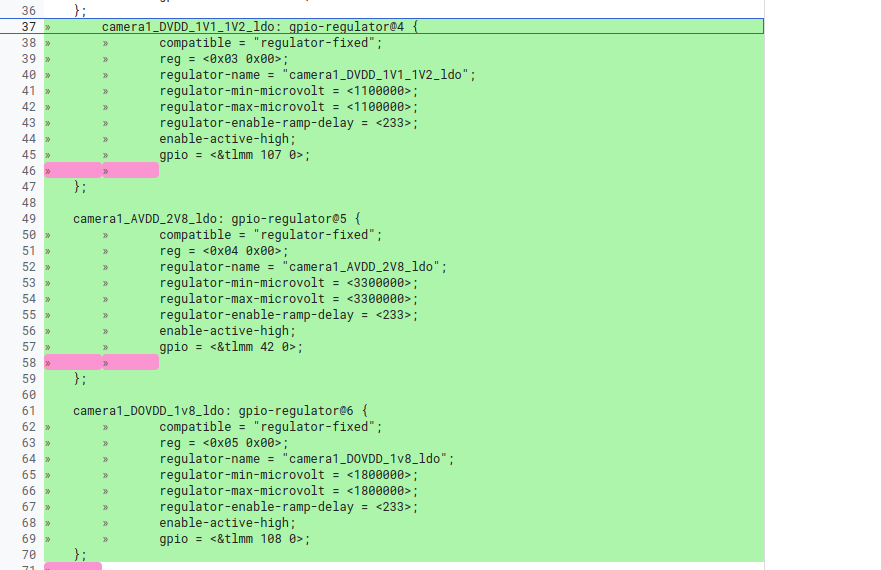 36 };
37 » camera1_DVDD_1V1_1V2_ldo: gpio-regulator@4 {
38 » » compatible = "regulator-fixed";
39 » » reg = <0x03 0x00>;
40 » » regulator-name = "camera1_DVDD_1V1_1V2_ldo";
41 » » regulator-min-microvolt = <1100000>;
42 » » regulator-max-microvolt = <1100000>;
43 » » regulator-enable-ramp-delay = <233>;
44 » » enable-active-high;
45 » » gpio = <&tlmm 107 0>;
46 » »
47 };
48
49 camera1_AVDD_2V8_ldo: gpio-regulator@5 {
50 » » compatible = "regulator-fixed";
51 » » reg = <0x04 0x00>;
52 » » regulator-name = "camera1_AVDD_2V8_ldo";
53 » » regulator-min-microvolt = <3300000>;
54 » » regulator-max-microvolt = <3300000>;
55 » » regulator-enable-ramp-delay = <233>;
56 » » enable-active-high;
57 » » gpio = <&tlmm 42 0>;
58 » »
59 };
60
61 camera1_DOVDD_1v8_ldo: gpio-regulator@6 {
62 » » compatible = "regulator-fixed";
63 » » reg = <0x05 0x00>;
64 » » regulator-name = "camera1_DOVDD_1v8_ldo";
65 » » regulator-min-microvolt = <1800000>;
66 » » regulator-max-microvolt = <1800000>;
67 » » regulator-enable-ramp-delay = <233>;
68 » » enable-active-high;
69 » » gpio = <&tlmm 108 0>;
70 };
71 »